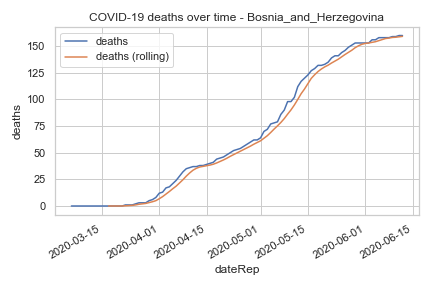 COVID-19 deaths over time - Bosnia_and_Herzegovina
deaths
deaths (rolling)
deaths
150
125
100
75
50
25
0
2020-03-15
2020-04-01
2020-04-15
2020-05-01
2020-05-15
2020-06-01
2020-06-15
dateRep